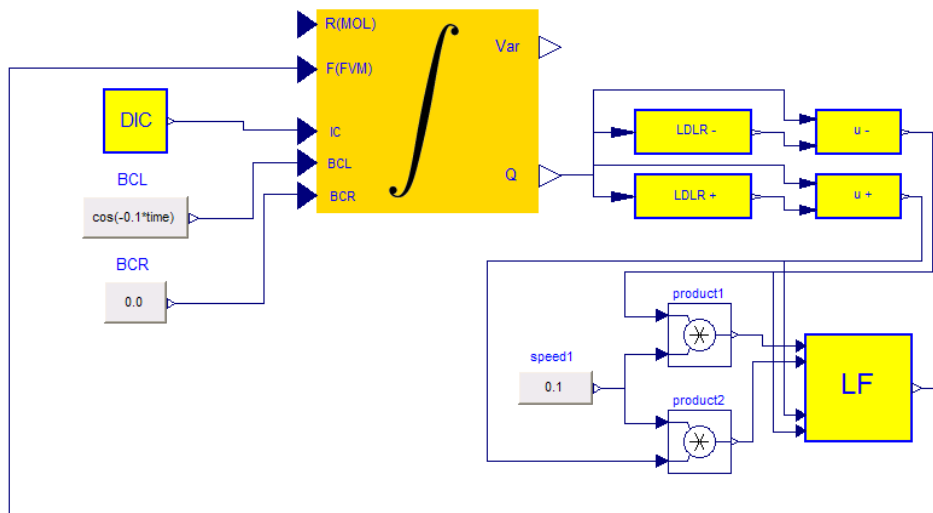 R(MOL)
Var
F(FVM)
DIC
IC
LDLR -
u -
BCL
BCL
Q
BCR
LDLR +
u +
cos(-0.1*time)
BCR
0.0
product1
speed1
0.1
LF
product2